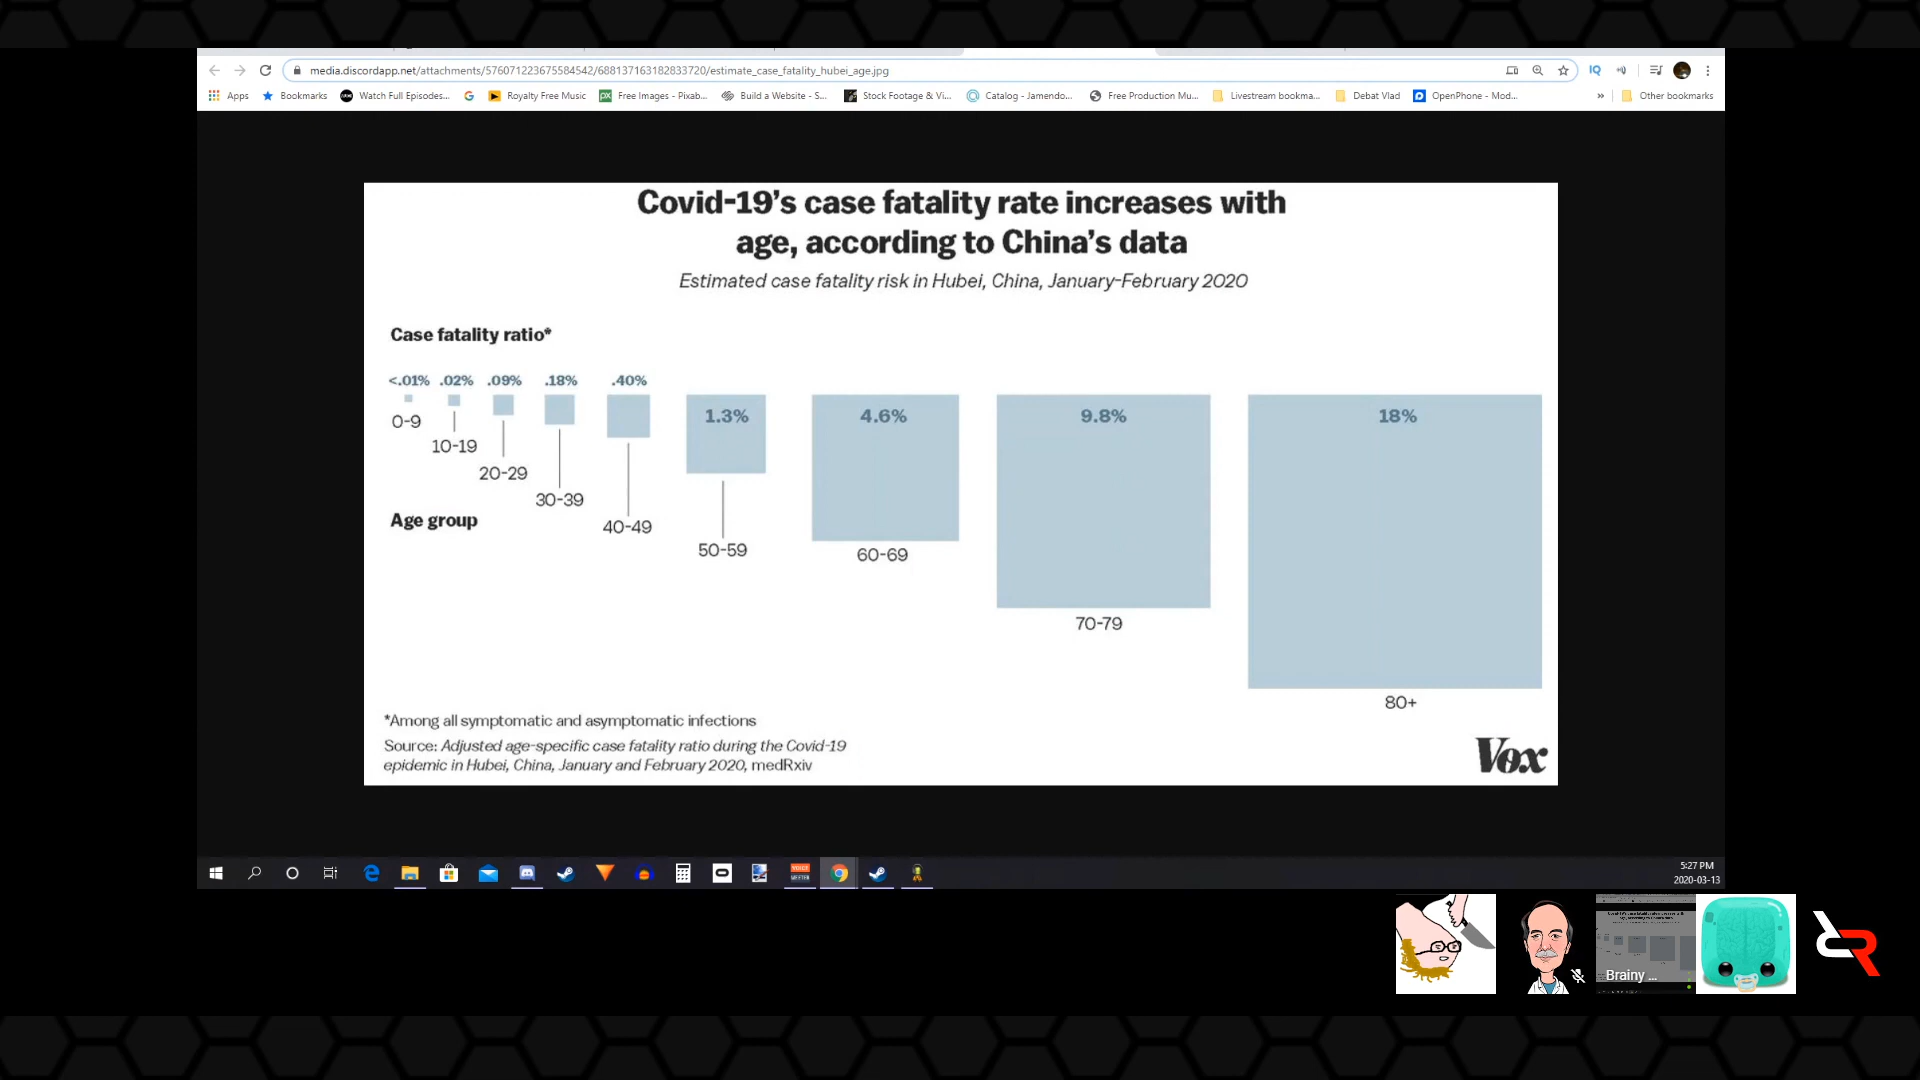 media.discordapp.net/attachments/576071223675584542/688137163182833720/estimate_case_fatality_hubei_age.jpg
IQ
Apps Bookmarks Watch Full Episodes... Royalty Free Music Free Images - Pixab... Build a Website - S... Stock Footage & Vi... Catalog - Jamendo... Free Production Mu... Livestream bookma... Debat Vlad OpenPhone - Mod... » Other bookmarks
Covid-19's case fatality rate increases with
age, according to China's data
Estimated case fatality risk in Hubei, China, January-February 2020
Case fatality ratio*
<.01% .02% .09% .18% .40%
1.3% 4.6% 9.8% 18%
0-9
10-19
20-29
30-39
Age group
40-49
50-59
60-69
70-79
80+
*Among all symptomatic and asymptomatic infections
Source: Adjusted age-specific case fatality ratio during the Covid-19
epidemic in Hubei, China, January and February 2020, medRxiv
Vox
5:27 PM
2020-03-13
Brainy ...